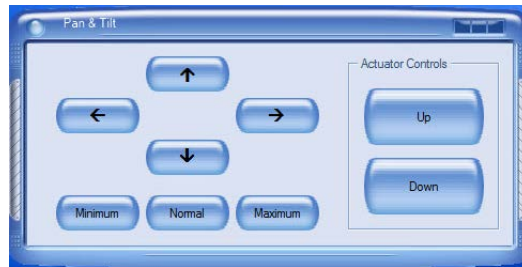 Pan & Tilt
Actuator Controls
↑
← →
Up
↓
Down
Minimum Normal Maximum